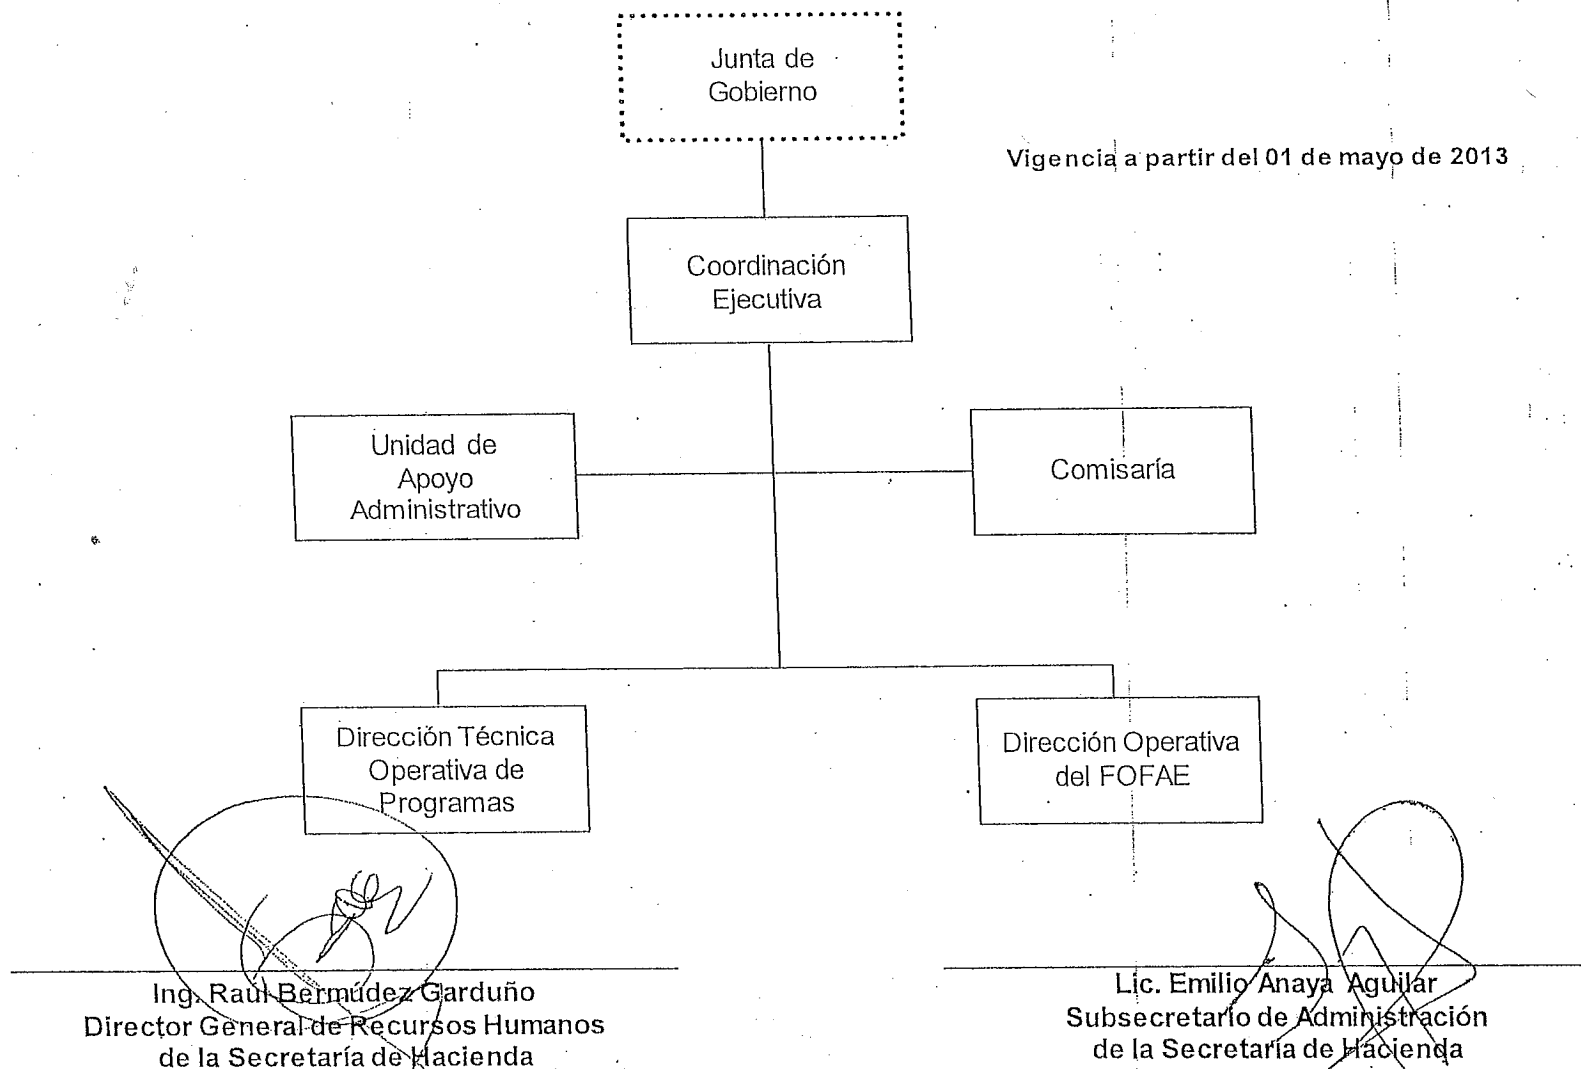 Junta de
Gobierno
Vigencia a partir del 01 de mayo de 2013
Coordinación
Ejecutiva
Unidad de
Apoyo
Administrativo
Comisaría
Dirección Técnica
Operativa de
Programas
Dirección Operativa
del FOFAE
Ing. Raúl Bermúdez Garduño
Director General de Recursos Humanos
de la Secretaría de Hacienda
Lic. Emilio Anaya Aguilar
Subsecretario de Administración
de la Secretaría de Hacienda